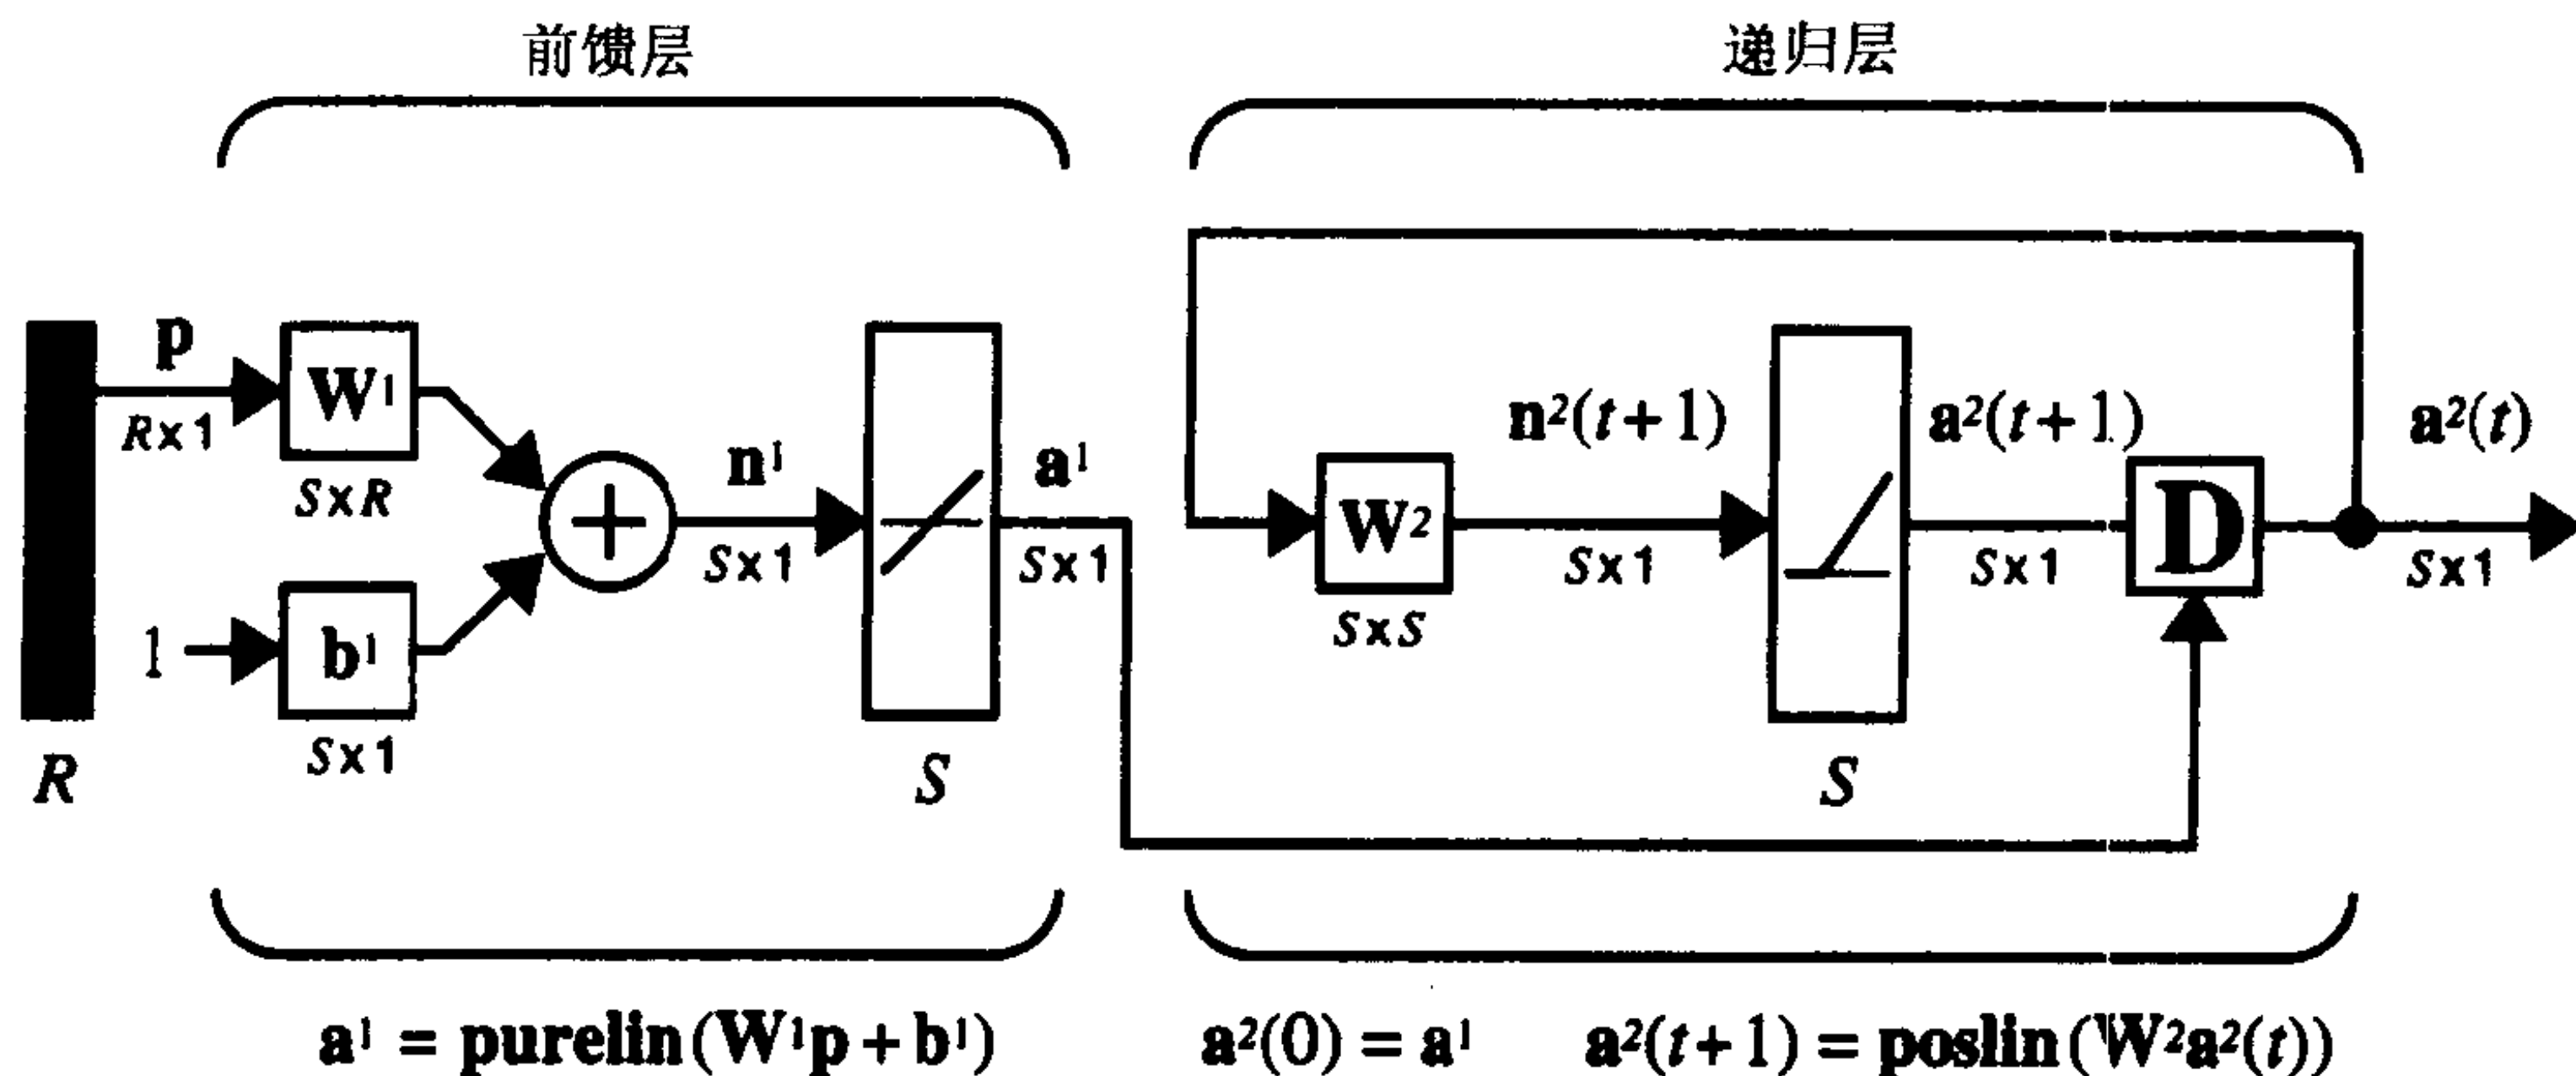 前馈层 递归层
p
R×1
W¹
S×R
1
b¹
S×1
R
n¹
S×1
S
a¹
S×1
W²
S×S
n²(t+1)
S×1
S
a²(t+1)
S×1
D
a²(t)
S×1
a¹ = purelin(W¹p+b¹) a²(0) = a¹ a²(t+1) = poslin(W²a²(t))